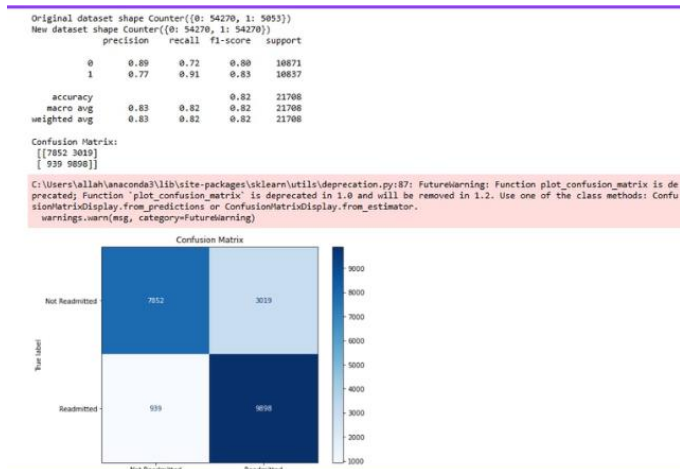 Original dataset shape Counter({0: 54270, 1: 5053})
New dataset shape Counter({0: 54270, 1: 54270})
precision recall f1-score support
0 0.89 0.72 0.80 10871
1 0.77 0.91 0.83 10837
accuracy 0.82 21708
macro avg 0.83 0.82 0.82 21708
weighted avg 0.83 0.82 0.82 21708
Confusion Matrix:
[[7852 3019]
[ 939 9898]]
C:\Users\allah\anaconda3\lib\site-packages\sklearn\utils\deprecation.py:87: FutureWarning: Function plot_confusion_matrix is de
precated; Function `plot_confusion_matrix` is deprecated in 1.0 and will be removed in 1.2. Use one of the class methods: Confu
sionMatrixDisplay.from_predictions or ConfusionMatrixDisplay.from_estimator.
warnings.warn(msg, category=FutureWarning)
Confusion Matrix
Not Readmitted
7852
3019
True label
Readmitted
939
9898
9000
8000
7000
6000
5000
4000
3000
2000
1000
Not Readmitted
Readmitted